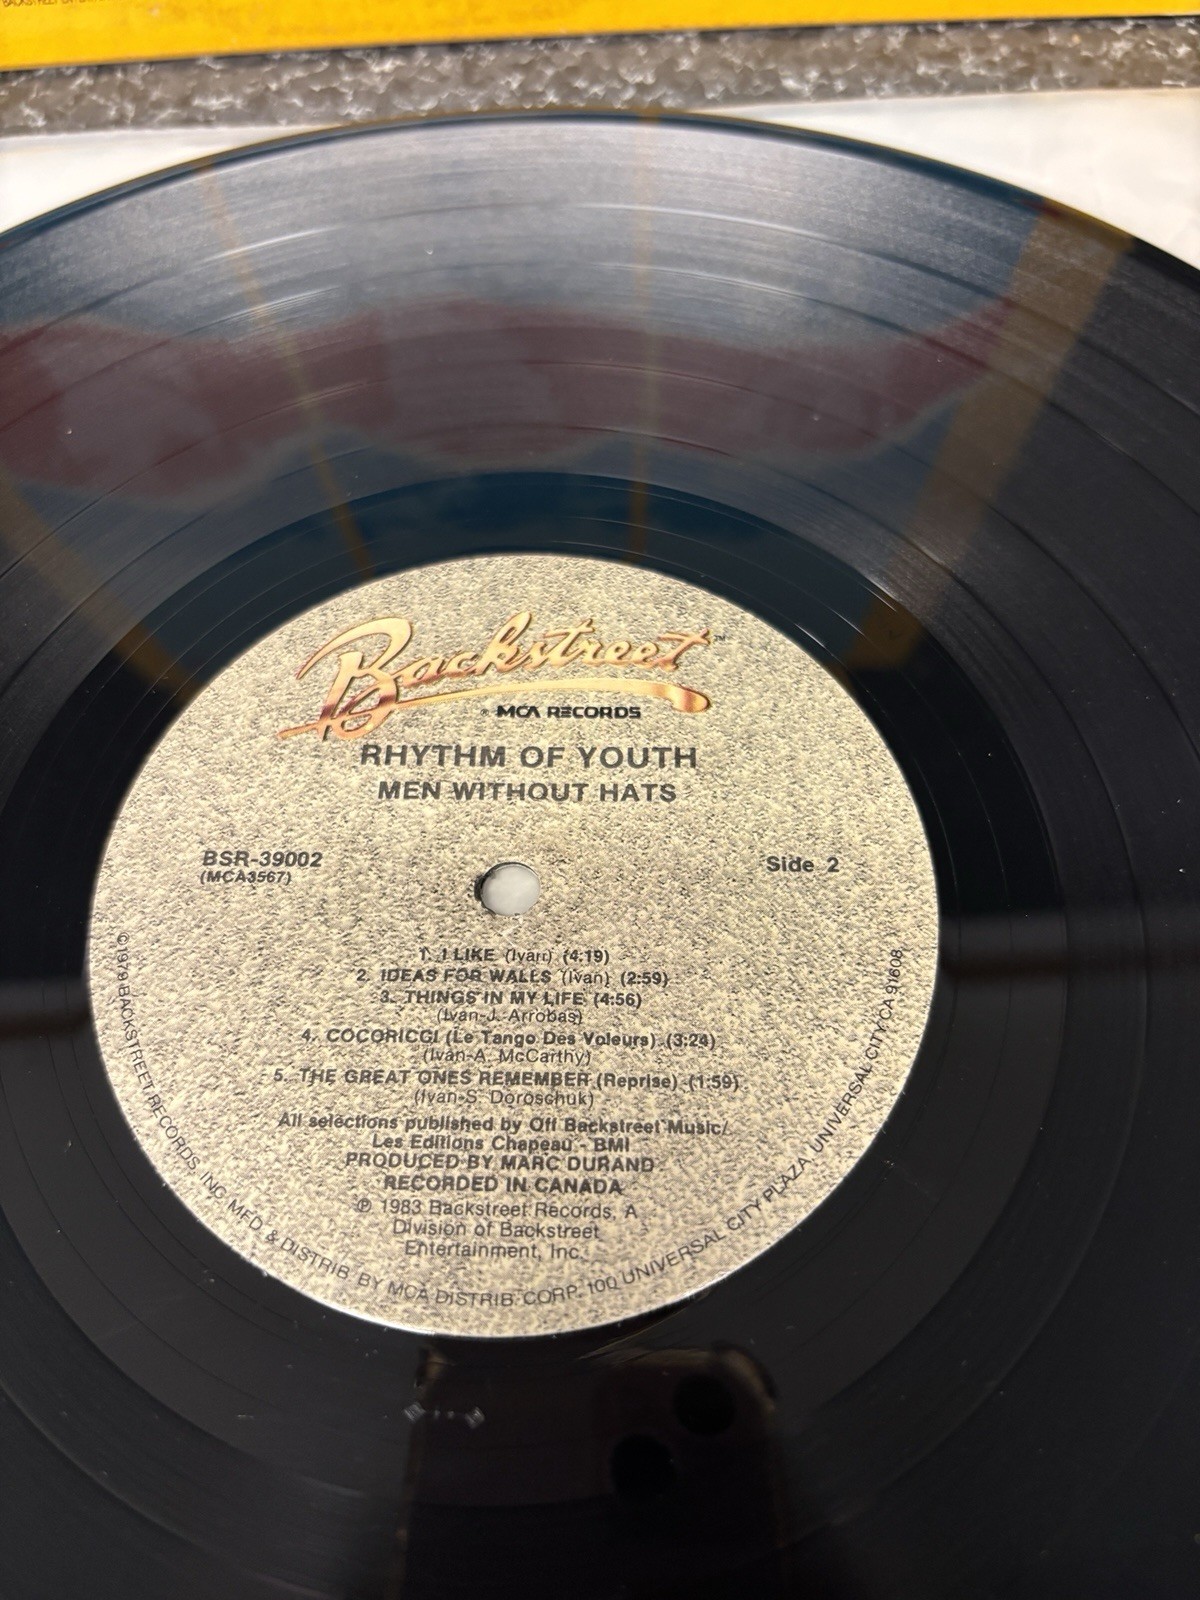 Backstreet™
® MCA RECORDS
RHYTHM OF YOUTH
MEN WITHOUT HATS
BSR-39002
(MCA3567)
Side 2
1. I LIKE (Ivan) (4:19)
2. IDEAS FOR WALLS (Ivan) (2:59)
3. THINGS IN MY LIFE (4:56)
(Ivan-J. Arrobas)
4. COCORICCI (Le Tango Des Voleurs) (3:24)
(Ivan-A. McCarthy)
5. THE GREAT ONES REMEMBER (Reprise) (1:59)
(Ivan-S. Doroschuk)
All selections published by Off Backstreet Music/
Les Editions Chapeau - BMI
PRODUCED BY MARC DURAND
RECORDED IN CANADA
℗ 1983 Backstreet Records, A
Division of Backstreet
Entertainment, Inc.
© 1979 BACKSTREET RECORDS, INC MFD & DISTRIB BY MCA DISTRIB. CORP. 100 UNIVERSAL CITY PLAZA UNIVERSAL CITY CA 91608